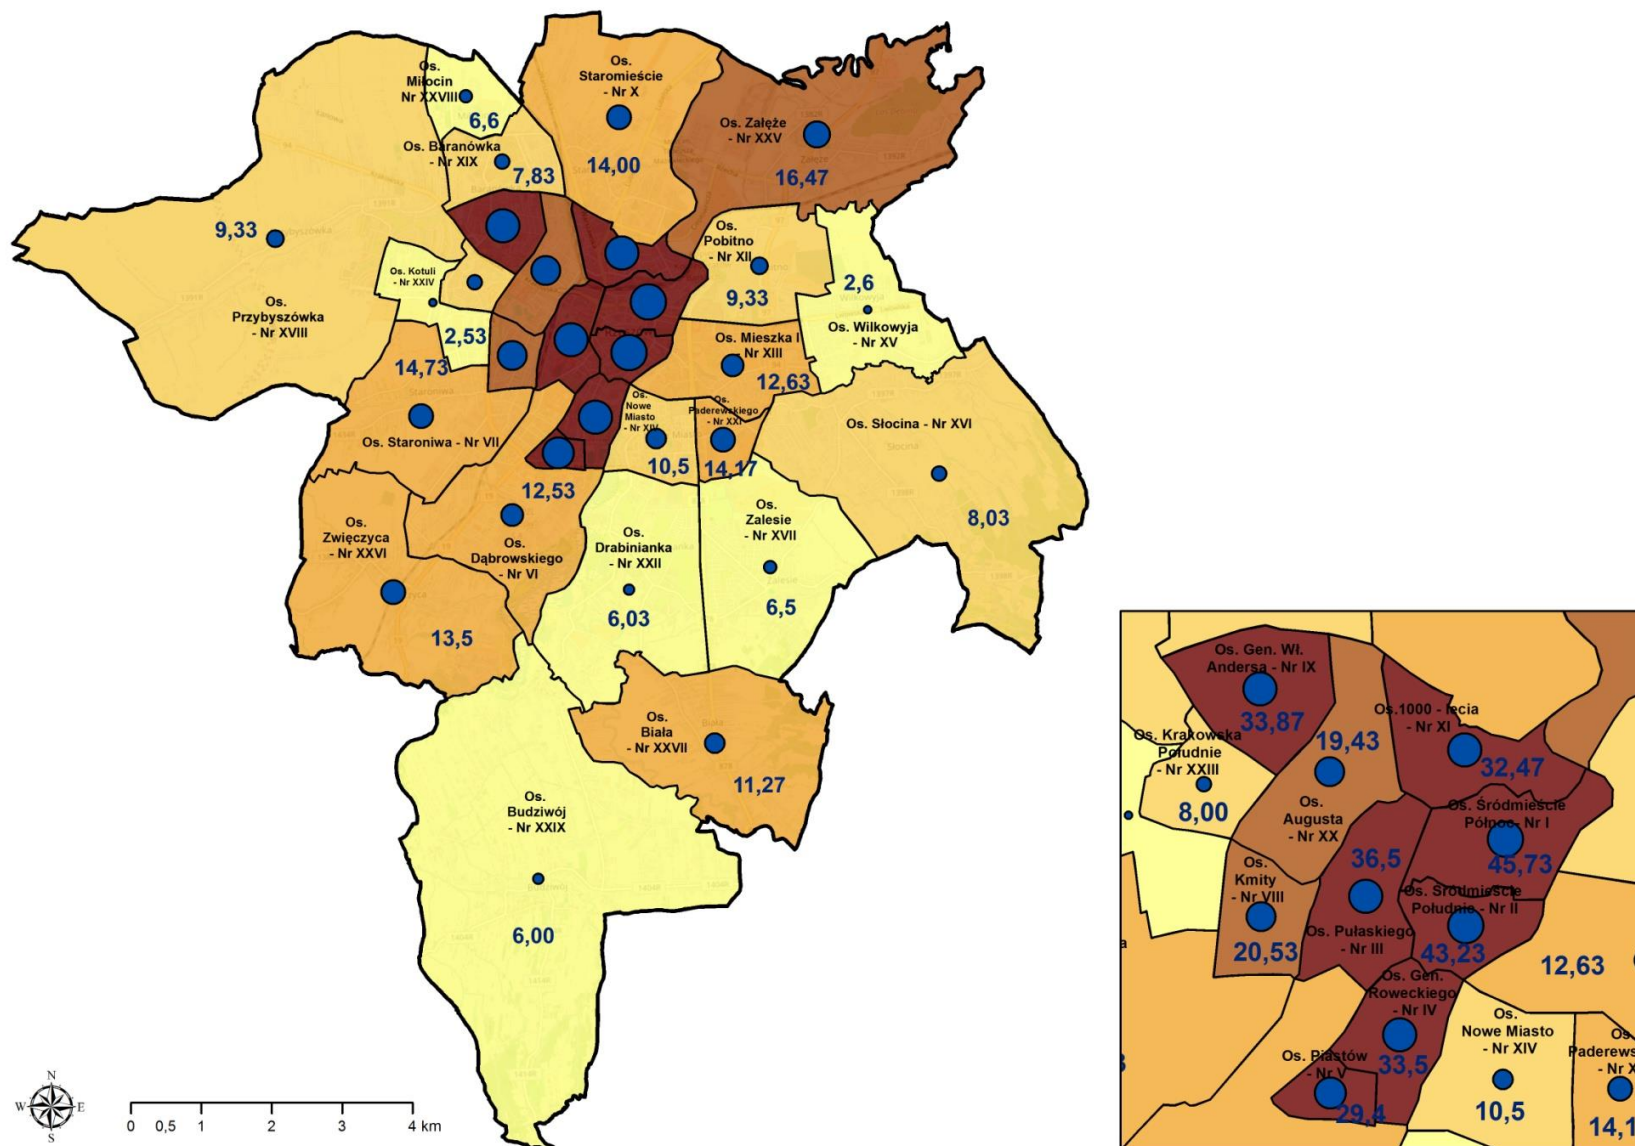 Os.
Miłocin
Nr XXVIII
6,6
Os. Baranówka
- Nr XIX
7,83
Os.
Staromieście
- Nr X
14,00
Os. Załęże
- Nr XXV
16,47
9,33
Os.
Przybyszówka
- Nr XVIII
Os. Kotuli
- Nr XXIV
2,53
Os.
Pobitno
- Nr XII
9,33
2,6
Os. Wilkowyja
- Nr XV
14,73
Os. Staroniwa - Nr VII
Os. Mieszka I
- Nr XIII
12,63
Os.
Nowe
Miasto
- Nr XIV
10,5
Os.
Paderewskiego
- Nr XXI
14,17
Os. Słocina - Nr XVI
8,03
12,53
Os.
Dąbrowskiego
- Nr VI
Os.
Zwięczyca
- Nr XXVI
13,5
Os.
Drabinianka
- Nr XXII
6,03
Os.
Zalesie
- Nr XVII
6,5
Os.
Biała
- Nr XXVII
11,27
Os.
Budziwój
- Nr XXIX
6,00
N
W E
S
0 0,5 1 2 3 4 km
Os. Gen. Wł.
Andersa - Nr IX
33,87
Os. Krakowska
Południe
- Nr XXIII
8,00
19,43
Os.
Augusta
- Nr XX
Os.1000 - lecia
- Nr XI
32,47
Os. Śródmieście
Północ- Nr I
45,73
Os.
Kmity
- Nr VIII
20,53
36,5
Os. Pułaskiego
- Nr III
Os. Śródmieście
Południe - Nr II
43,23
12,63
Os. Gen.
Roweckiego
- Nr IV
33,5
Os. Piastów
- Nr V
29,4
Os.
Nowe Miasto
- Nr XIV
10,5
Os.
Paderews
- Nr X
14,1